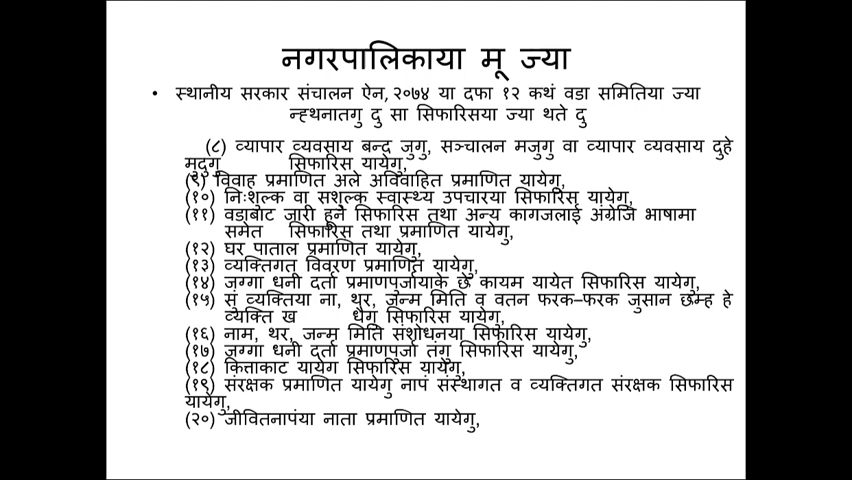 नगरपालिकाया मू ज्या
• स्थानीय सरकार संचालन ऐन, २०७४ या दफा १२ कथं वडा समितिया ज्या
न्ह्थनातगु दु सा सिफारिसया ज्या थते दु
(८) व्यापार व्यवसाय बन्द जुगु, सञ्चालन मजुगु वा व्यापार व्यवसाय दुहे
मुदुगु सिफारिस यायेगु,
(९) विवाह प्रमाणित अले अविवाहित प्रमाणित यायेगु,
(१०) निःशुल्क वा सशुल्क स्वास्थ्य उपचारया सिफारिस यायेगु,
(११) वडाबाट जारी हुने सिफारिस तथा अन्य कागजलाई अंग्रेजि भाषामा
समेत सिफारिस तथा प्रमाणित यायेगु,
(१२) घर पाताल प्रमाणित यायेगु,
(१३) व्यक्तिगत विवरण प्रमाणित यायेगु,
(१४) जग्गा धनी दर्ता प्रमाणपुर्जायाके छेँ कायम यायेत सिफारिस यायेगु,
(१५) सुं व्यक्तिया ना, थर, जन्म मिति व वतन फरक–फरक जुसान छम्ह हे
व्यक्ति ख धैगु सिफारिस यायेगु,
(१६) नाम, थर, जन्म मिति संशोधनया सिफारिस यायेगु,
(१७) जग्गा धनी दर्ता प्रमाणपुर्जा तंगु सिफारिस यायेगु,
(१८) कित्ताकाट यायेगु सिफारिस यायेगु,
(१९) संरक्षक प्रमाणित यायेगु नापं संस्थागत व व्यक्तिगत संरक्षक सिफारिस
यायेगु,
(२०) जीवितनापंया नाता प्रमाणित यायेगु,